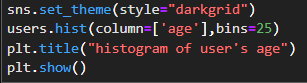 sns.set_theme(style="darkgrid")
users.hist(column=['age'],bins=25)
plt.title("histogram of user's age")
plt.show()